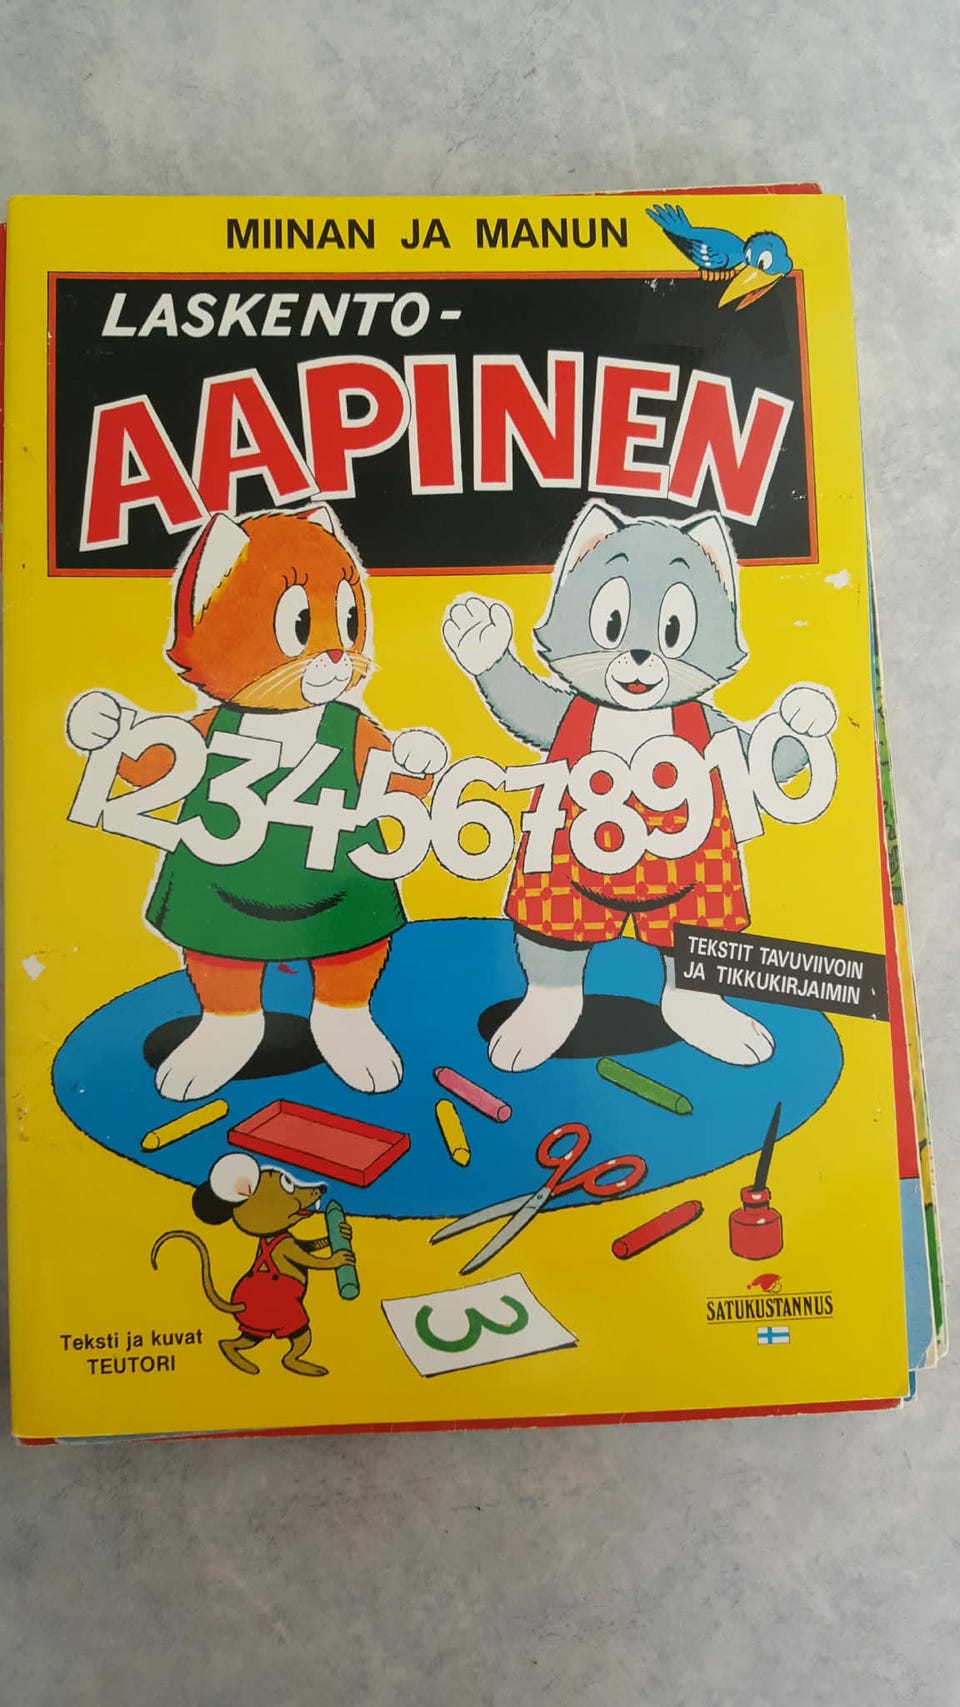 MIINAN JA MANUN
LASKENTO-
AAPINEN
12345678910
TEKSTIT TAVUVIIVOIN
JA TIKKUKIRJAIMIN
3
Teksti ja kuvat
TEUTORI
SATUKUSTANNUS